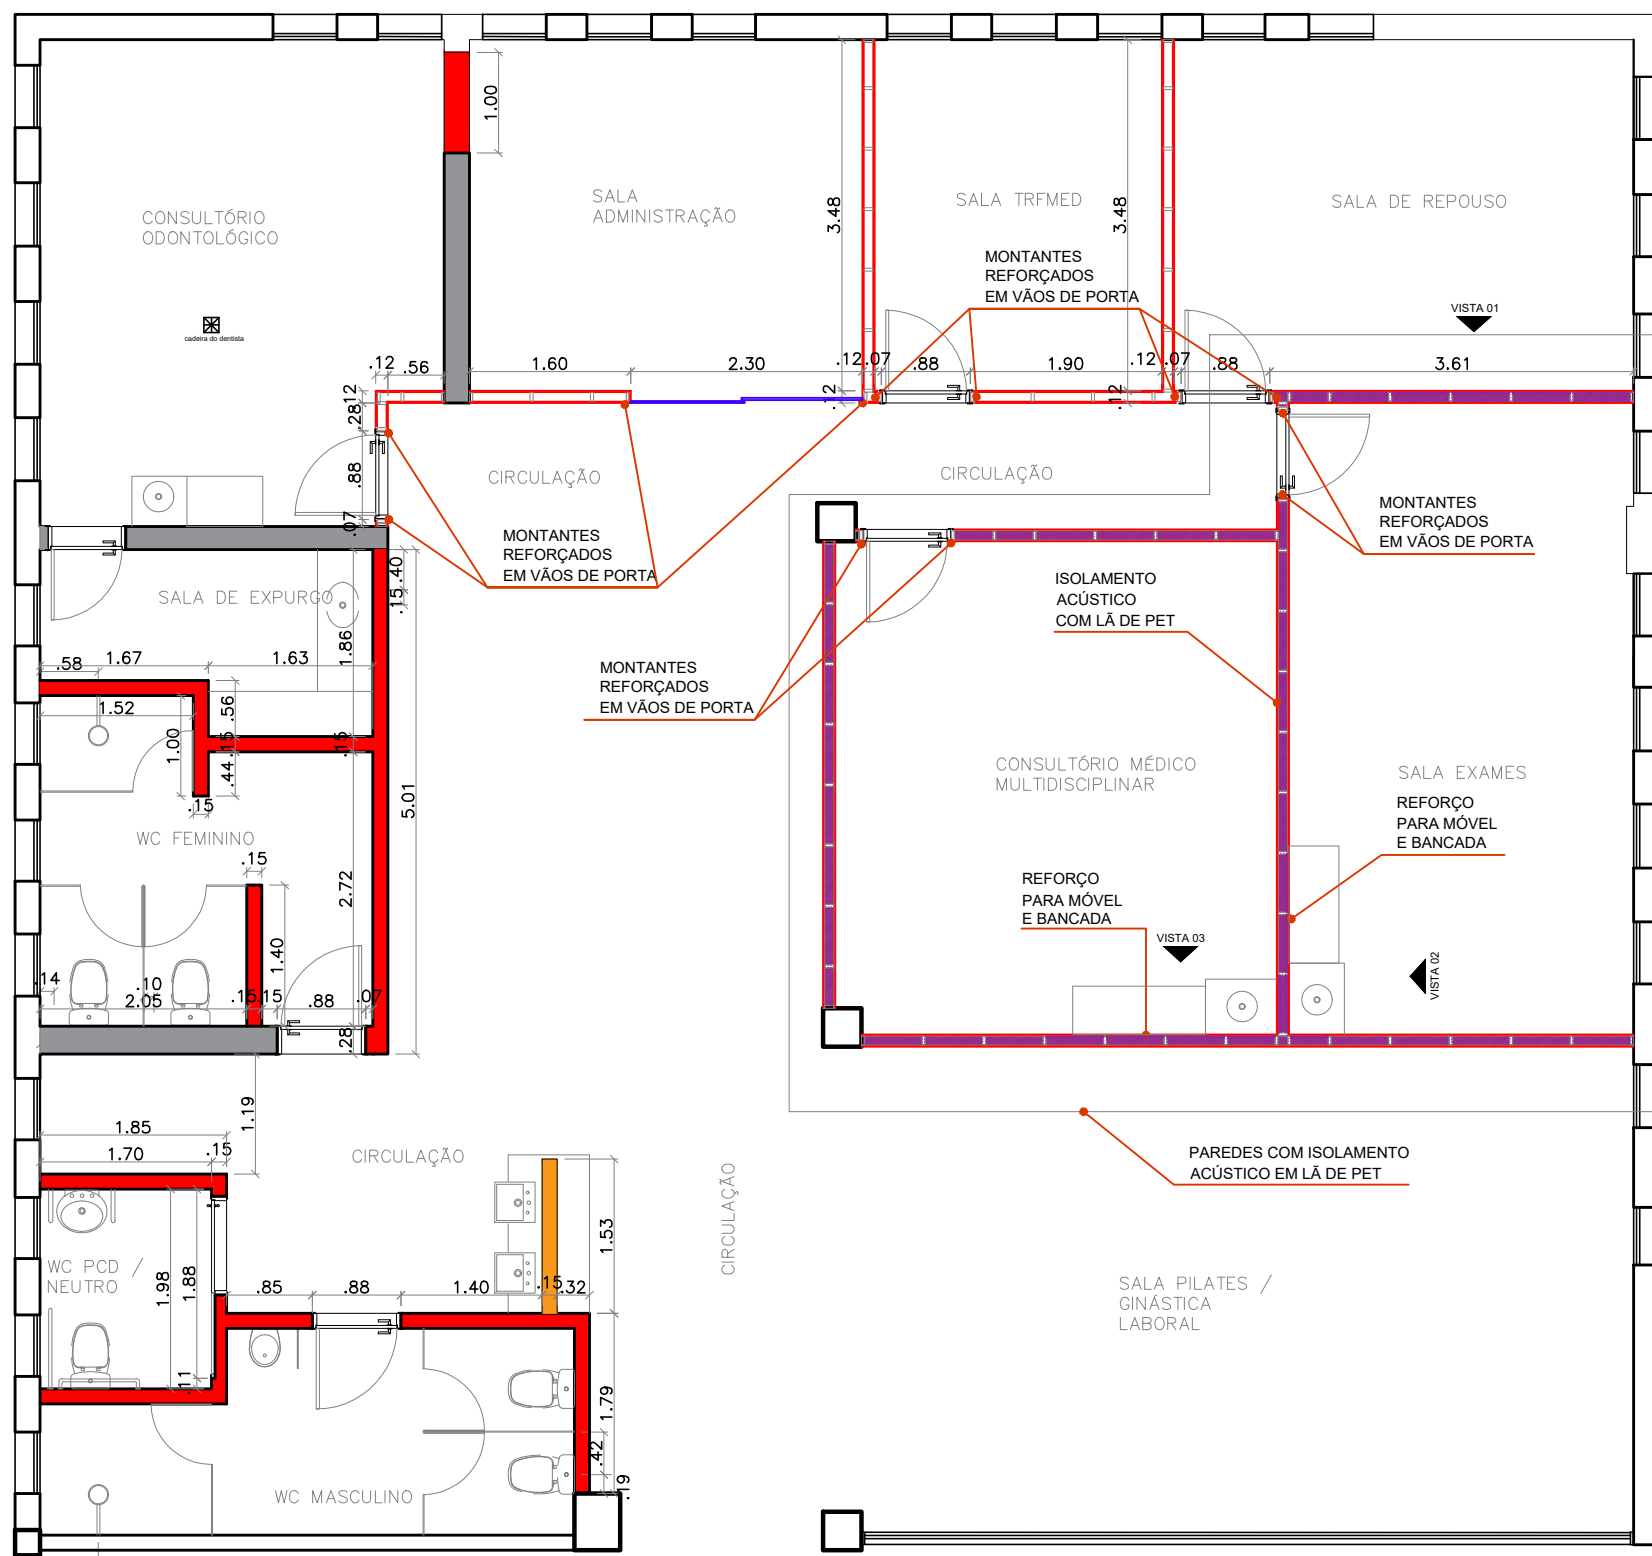 1.00
3.48
3.48
CONSULTÓRIO
ODONTOLÓGICO
SALA
ADMINISTRAÇÃO
SALA TRFMED
SALA DE REPOUSO
MONTANTES
REFORÇADOS
EM VÃOS DE PORTA
VISTA 01
cadeira do dentista
.12
.56
1.60
2.30
.12
.07
.88
1.90
.12
.07
.88
3.61
.12
.28
.88
.07
.12
.12
CIRCULAÇÃO
CIRCULAÇÃO
MONTANTES
REFORÇADOS
EM VÃOS DE PORTA
MONTANTES
REFORÇADOS
EM VÃOS DE PORTA
SALA DE EXPURGO
.40
.15
1.86
ISOLAMENTO
ACÚSTICO
COM LÃ DE PET
.58
1.67
1.63
1.52
.56
1.00
.15
.44
.15
.15
5.01
MONTANTES
REFORÇADOS
EM VÃOS DE PORTA
CONSULTÓRIO MÉDICO
MULTIDISCIPLINAR
SALA EXAMES
REFORÇO
PARA MÓVEL
E BANCADA
WC FEMININO
.15
2.72
1.40
REFORÇO
PARA MÓVEL
E BANCADA
VISTA 03
VISTA 02
.14
.10
2.05
.15
.15
.88
.07
.28
1.19
1.85
1.70
.15
CIRCULAÇÃO
CIRCULAÇÃO
PAREDES COM ISOLAMENTO
ACÚSTICO EM LÃ DE PET
WC PCD /
NEUTRO
1.98
1.88
.11
.85
.88
1.40
.15
.32
1.53
SALA PILATES /
GINÁSTICA
LABORAL
1.79
.42
.19
WC MASCULINO